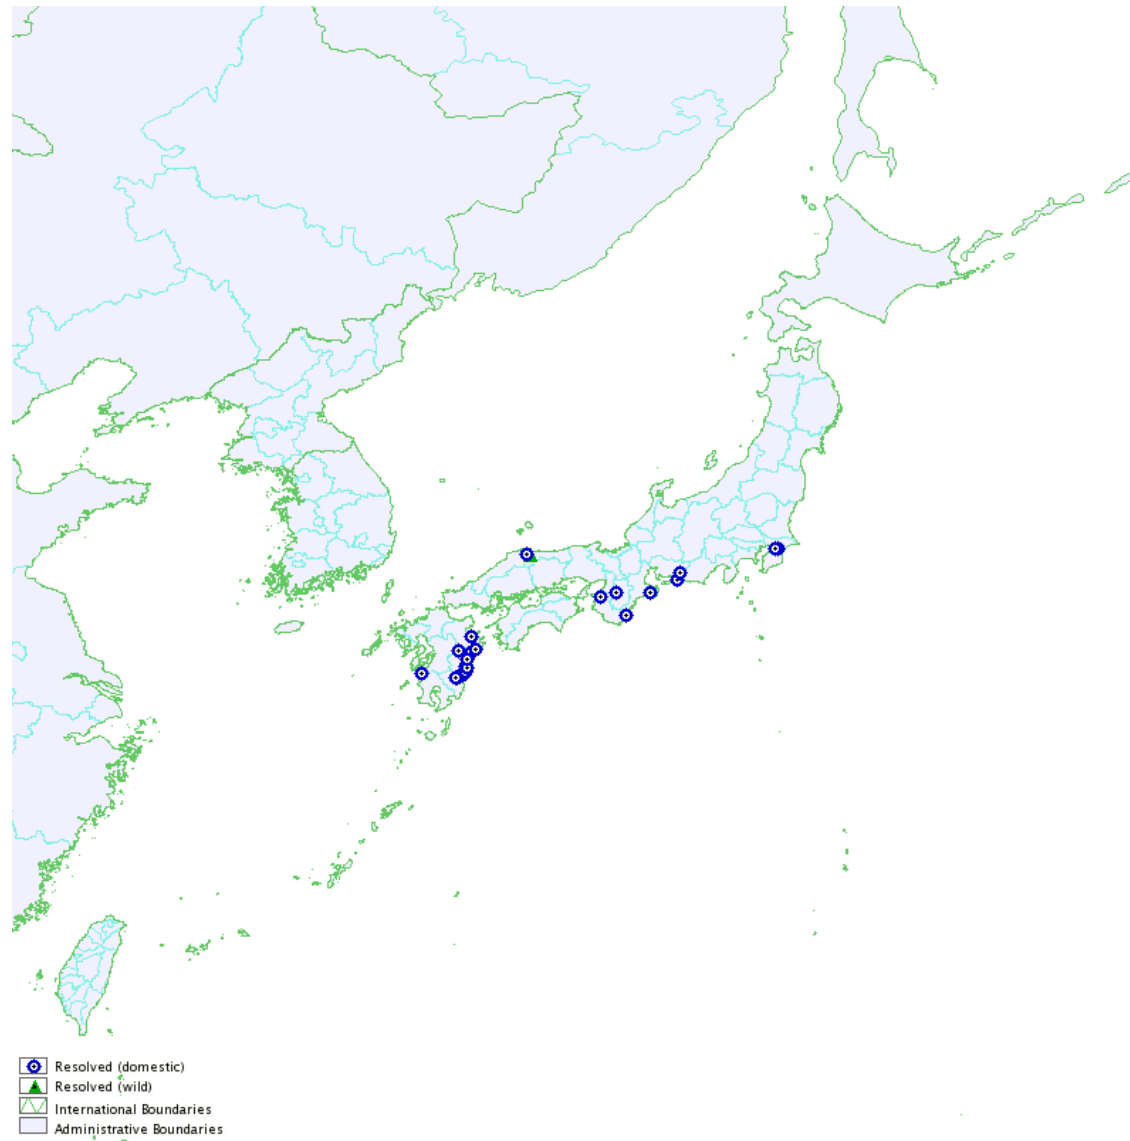 Resolved (domestic)
Resolved (wild)
International Boundaries
Administrative Boundaries